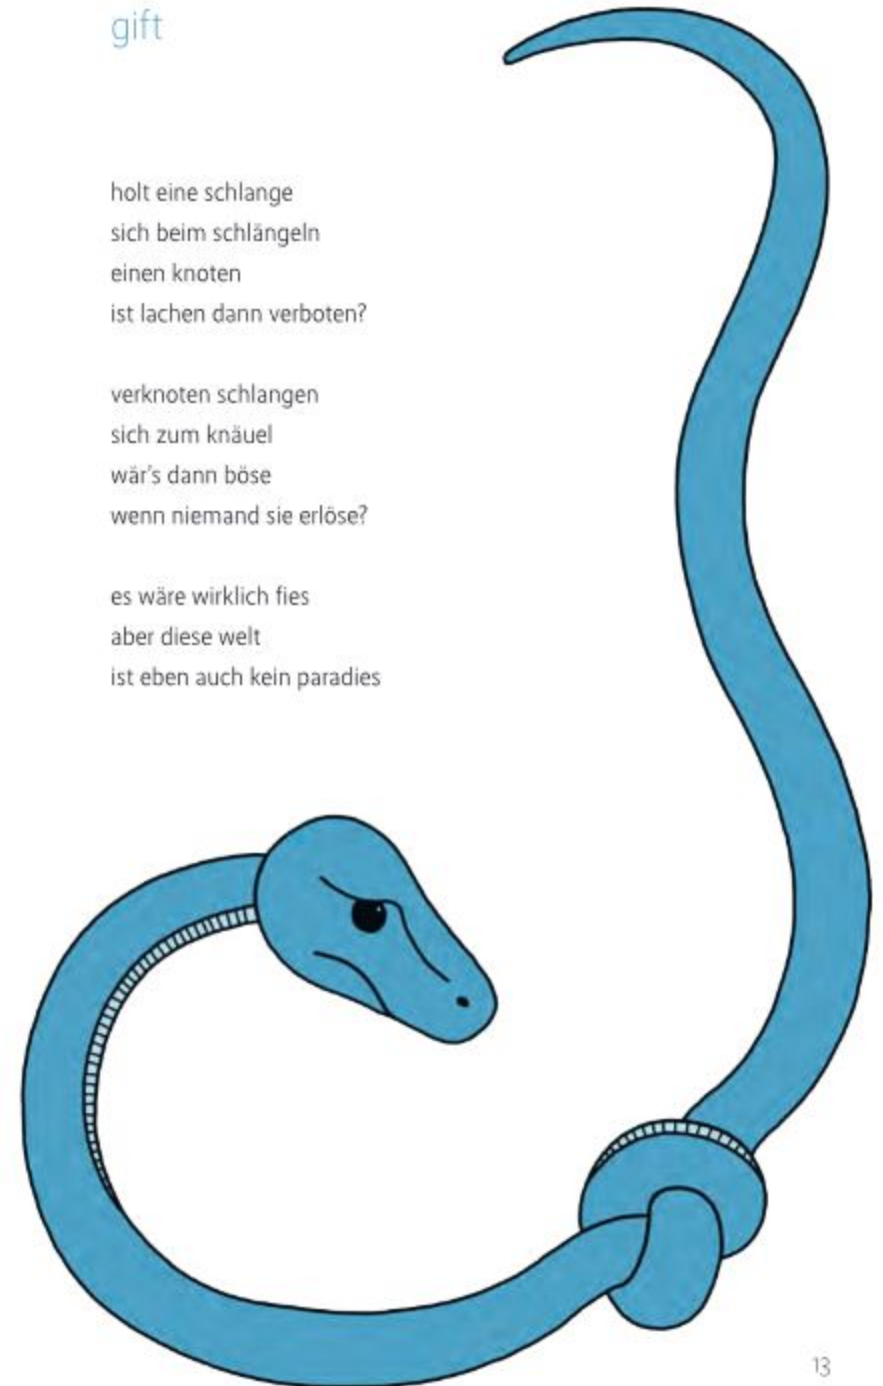 gift
holt eine schlange
sich beim schlängeln
einen knoten
ist lachen dann verboten?
verknoten schlangen
sich zum knäuel
wär's dann böse
wenn niemand sie erlöse?
es wäre wirklich fies
aber diese welt
ist eben auch kein paradies
13